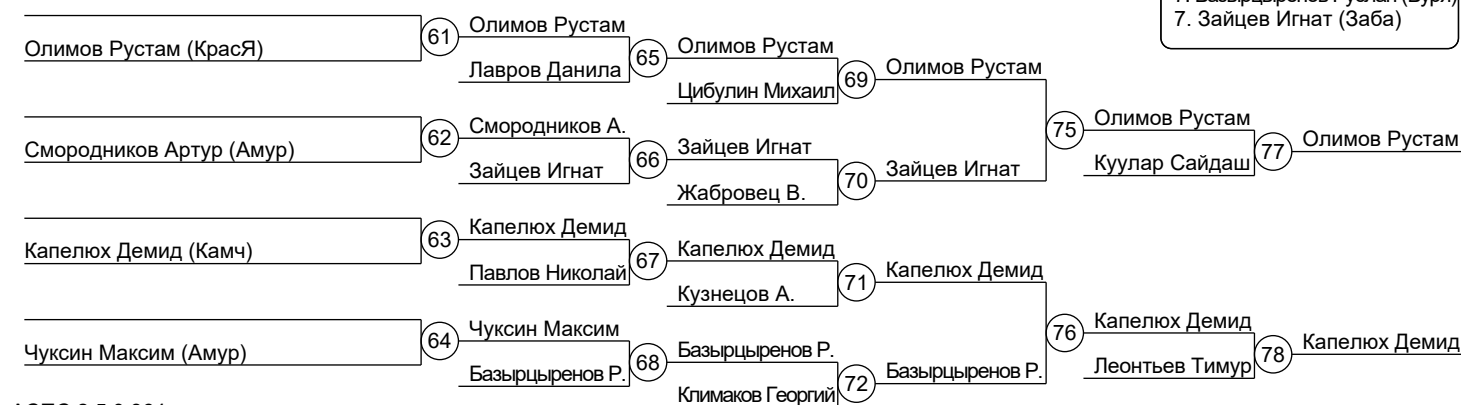 7. Базырцыренов Руслан (Буря)
7. Зайцев Игнат (Заба)
Олимов Рустам (КрасЯ)
61
Олимов Рустам
Лавров Данила
65
Олимов Рустам
Цибулин Михаил
69
Олимов Рустам
Смородников Артур (Амур)
62
Смородников А.
Зайцев Игнат
66
Зайцев Игнат
Жабровец В.
70
Зайцев Игнат
75
Олимов Рустам
Куулар Сайдаш
77
Олимов Рустам
Капелюх Демид (Камч)
63
Капелюх Демид
Павлов Николай
67
Капелюх Демид
Кузнецов А.
71
Капелюх Демид
Чуксин Максим (Амур)
64
Чуксин Максим
Базырцыренов Р.
68
Базырцыренов Р.
Климаков Георгий
72
Базырцыренов Р.
76
Капелюх Демид
Леонтьев Тимур
78
Капелюх Демид